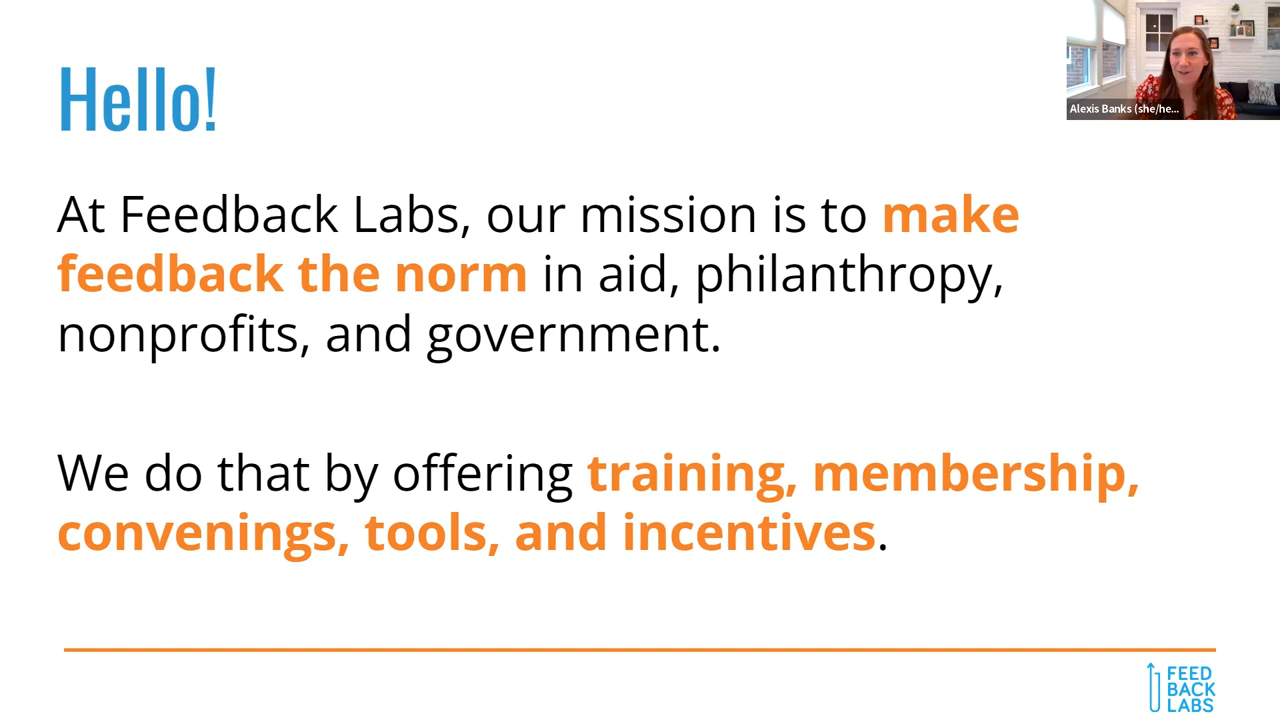 Hello!
Alexis Banks (she/he...
At Feedback Labs, our mission is to make
feedback the norm in aid, philanthropy,
nonprofits, and government.
We do that by offering training, membership,
convenings, tools, and incentives.
FEED
BACK
LABS